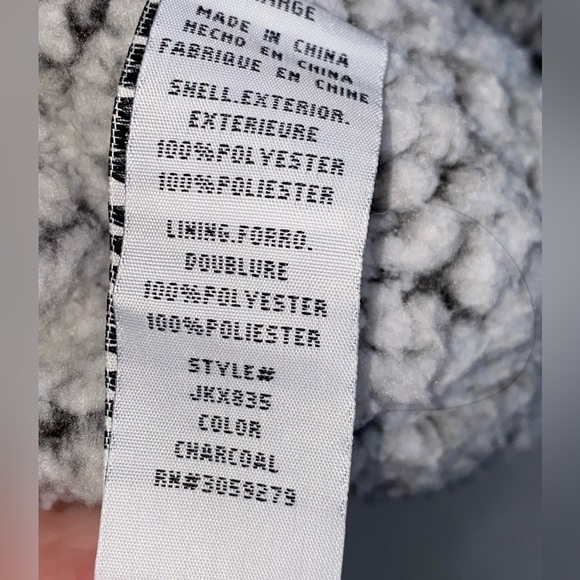 MADE IN CHINA
HECHO EN CHINA
FABRIQUE EN CHINE
SHELL.EXTERIOR.
EXTERIEURE
100%POLYESTER
100%POLIESTER
LINING.FORRO.
DOUBLURE
100%POLYESTER
100%POLIESTER
STYLE#
JKX835
COLOR
CHARCOAL
RN#3059279